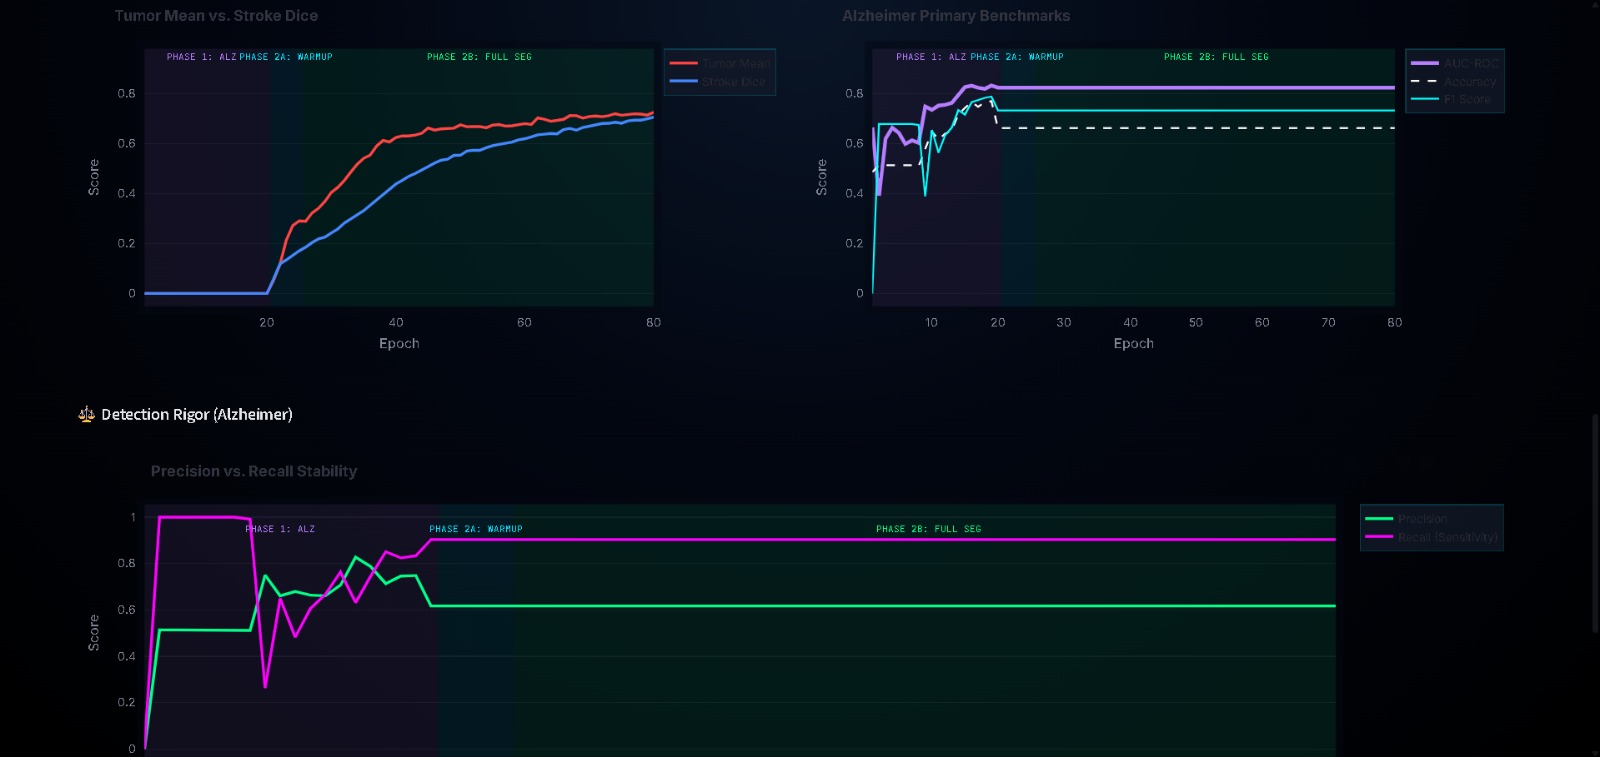 Tumor Mean vs. Stroke Dice
PHASE 1: ALZ PHASE 2A: WARMUP PHASE 2B: FULL SEG
Tumor Mean
Stroke Dice
0.8
0.6
0.4
0.2
0
Score
20 40 60 80
Epoch
Alzheimer Primary Benchmarks
PHASE 1: ALZ PHASE 2A: WARMUP PHASE 2B: FULL SEG
AUC-ROC
Accuracy
F1 Score
0.8
0.6
0.4
0.2
0
Score
10 20 30 40 50 60 70 80
Epoch
Detection Rigor (Alzheimer)
Precision vs. Recall Stability
PHASE 1: ALZ PHASE 2A: WARMUP PHASE 2B: FULL SEG
Precision
Recall (Sensitivity)
1
0.8
0.6
0.4
0.2
0
Score